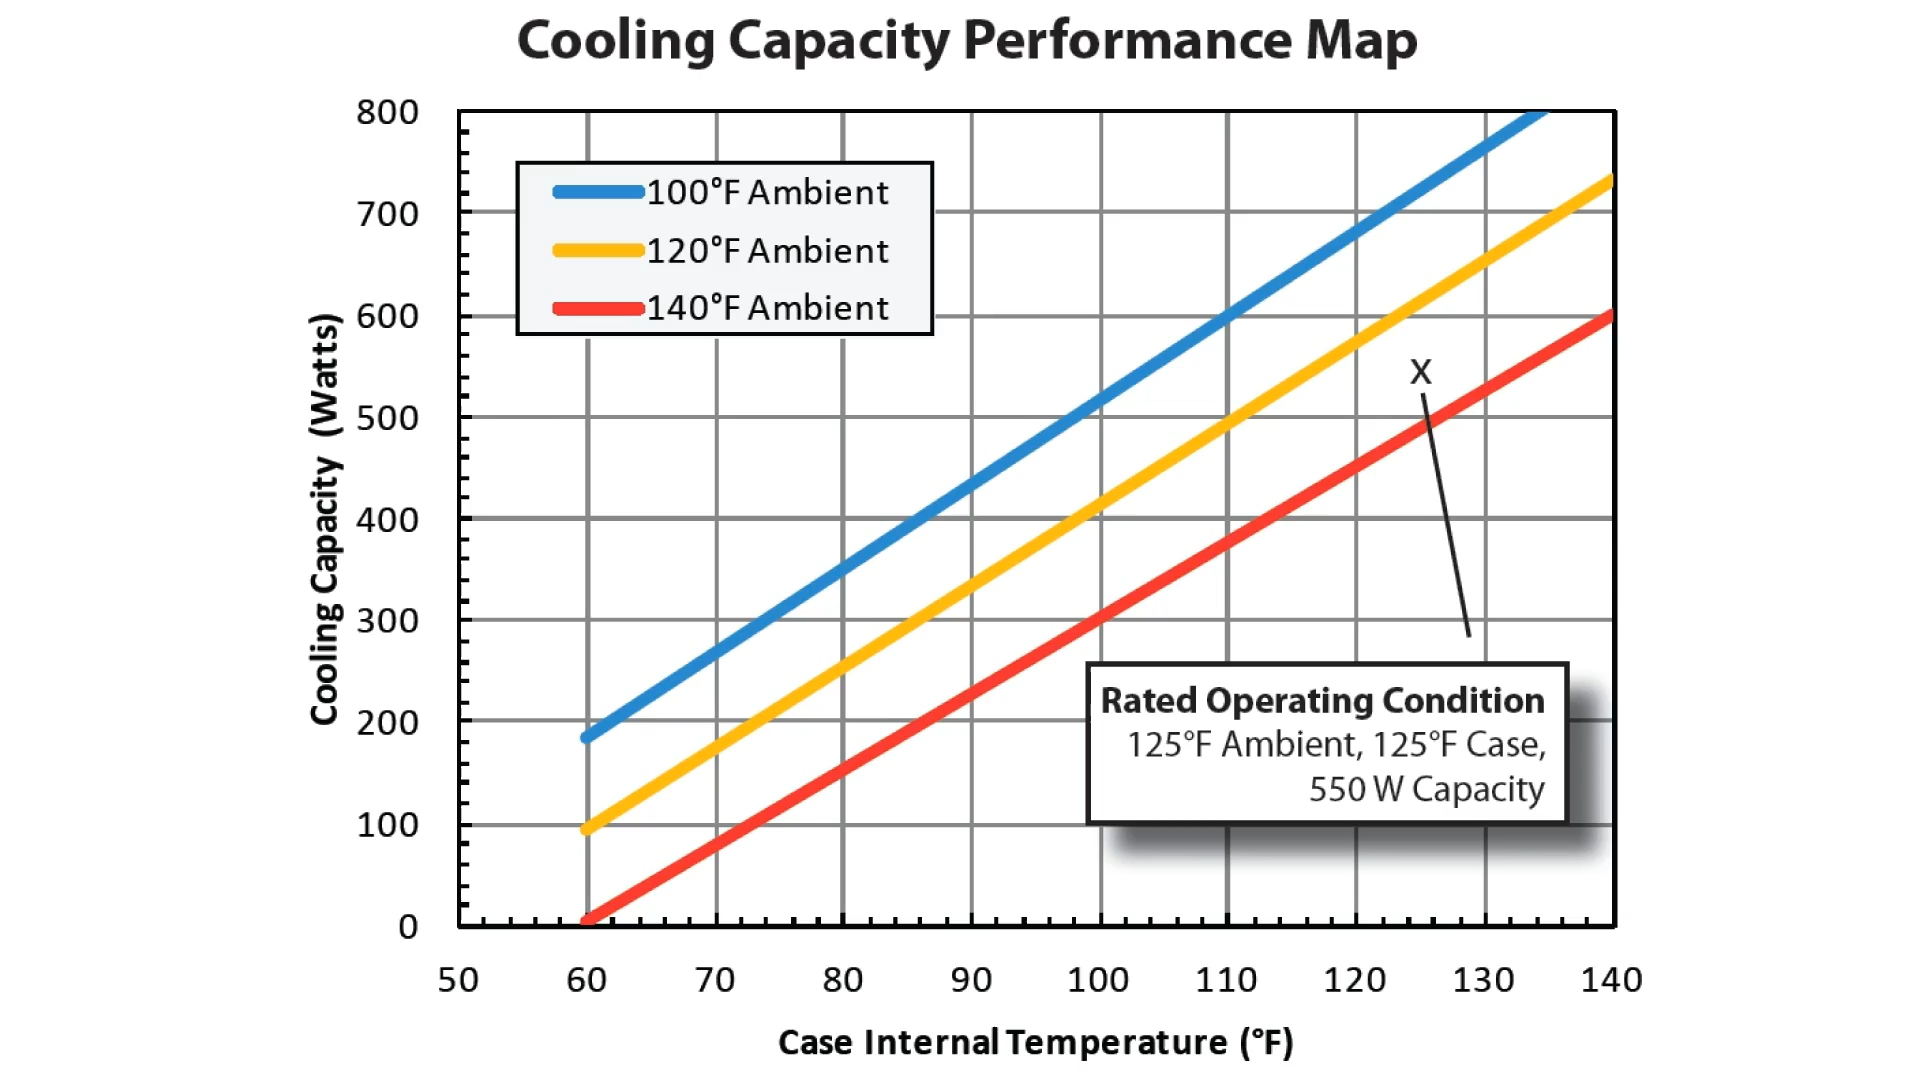 Cooling Capacity Performance Map
800
700
600
500
400
300
200
100
0
Cooling Capacity (Watts)
100°F Ambient
120°F Ambient
140°F Ambient
X
Rated Operating Condition
125°F Ambient, 125°F Case,
550 W Capacity
50 60 70 80 90 100 110 120 130 140
Case Internal Temperature (°F)